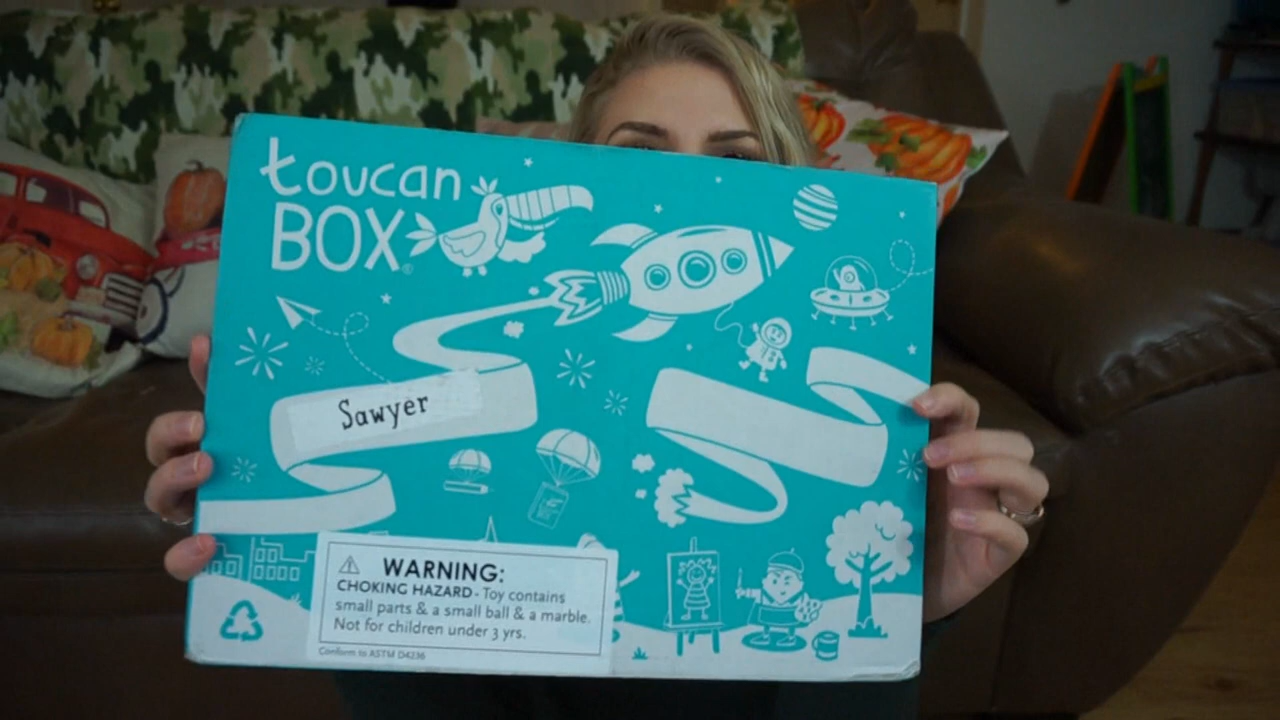 toucan
BOX®
Sawyer
WARNING:
CHOKING HAZARD - Toy contains
small parts & a small ball & a marble.
Not for children under 3 yrs.
Conform to ASTM D4236